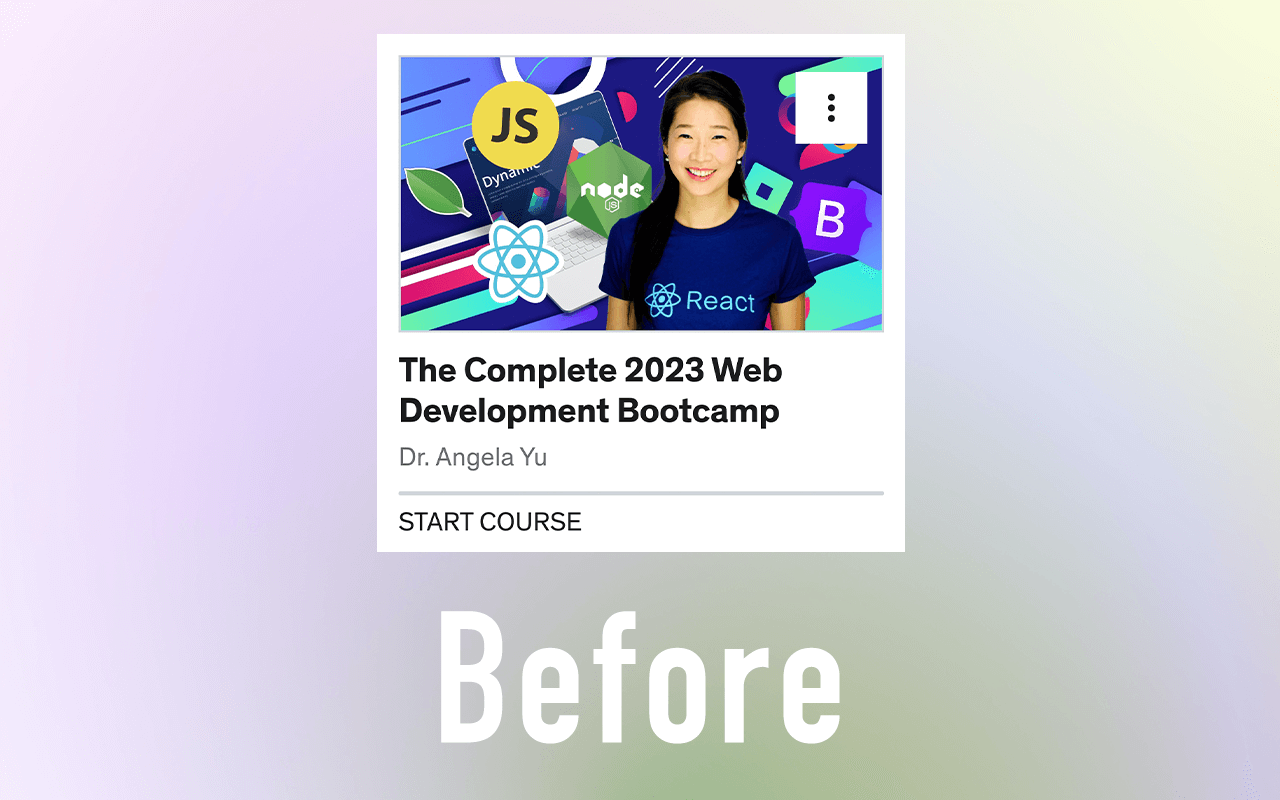 JS
Dynamic
node
JS
B
React
The Complete 2023 Web
Development Bootcamp
Dr. Angela Yu
START COURSE
Before